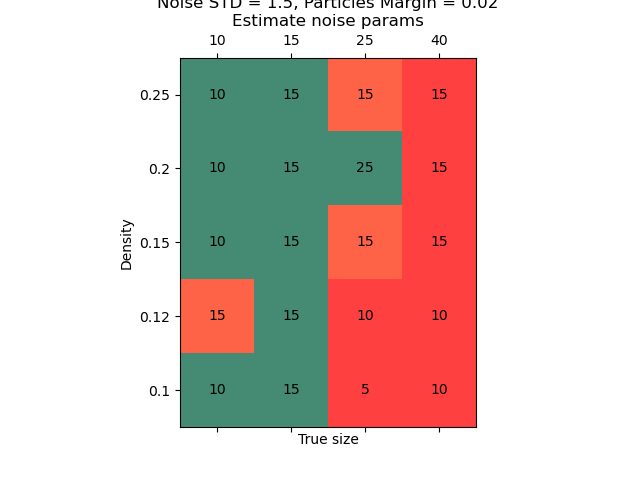 Noise STD = 1.5, Particles Margin = 0.02
Estimate noise params
10 15 25 40
0.25 10 15 15 15
0.2 10 15 25 15
0.15 10 15 15 15
0.12 15 15 10 10
0.1 10 15 5 10
Density
True size